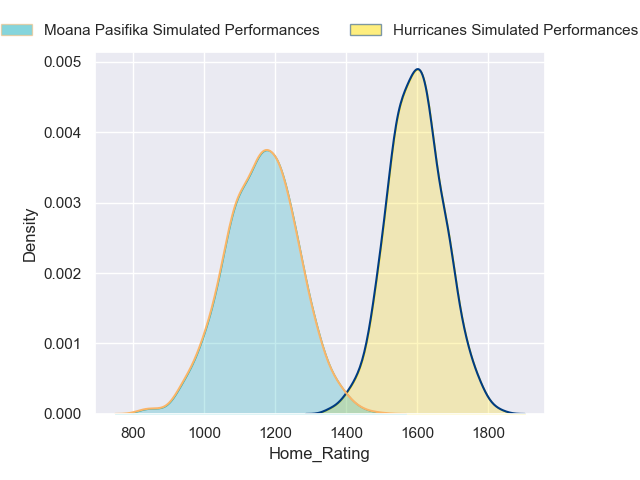 Moana Pasifika Simulated Performances Hurricanes Simulated Performances
0.005
0.004
0.003
0.002
0.001
0.000
Density
800 1000 1200 1400 1600 1800
Home_Rating